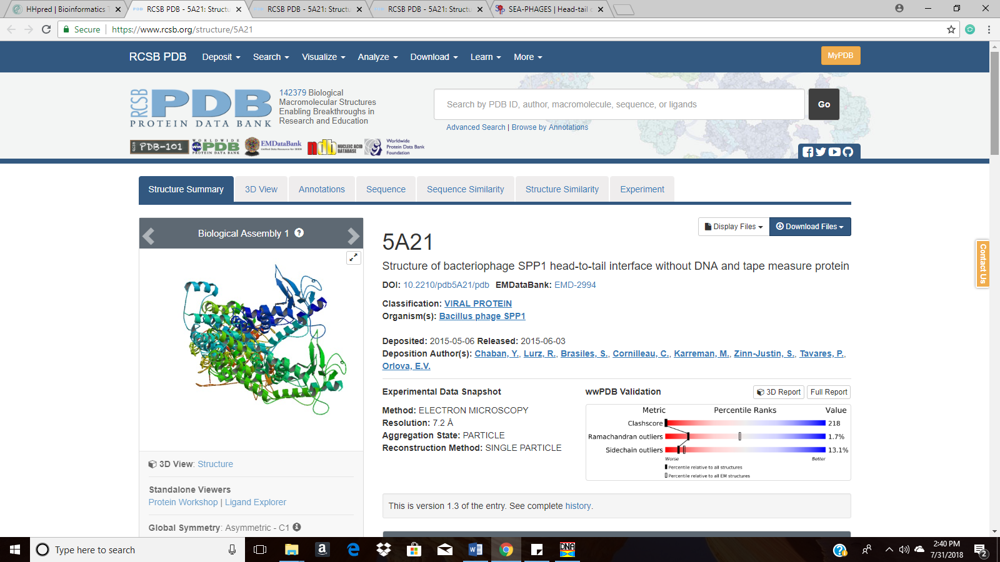 HHpred | Bioinformatics T
RCSB PDB - 5A21: Structu
RCSB PDB - 5A21: Structu
RCSB PDB - 5A21: Structu
SEA-PHAGES | Head-tail
Secure
https://www.rcsb.org/structure/5A21
RCSB PDB Deposit Search Visualize Analyze Download Learn More MyPDB
RCSB PDB
PROTEIN DATA BANK
142379 Biological
Macromolecular Structures
Enabling Breakthroughs in
Research and Education
Search by PDB ID, author, macromolecule, sequence, or ligands
Go
Advanced Search | Browse by Annotations
PDB-101
WORLDWIDE
PDB
PROTEIN DATA BANK
EMDataBank
Unified Data Resource for 3DEM
ndb NUCLEIC ACID
DATABASE
Worldwide
Protein Data Bank
Foundation
Structure Summary 3D View Annotations Sequence Sequence Similarity Structure Similarity Experiment
Biological Assembly 1
Display Files Download Files
5A21
Structure of bacteriophage SPP1 head-to-tail interface without DNA and tape measure protein
DOI: 10.2210/pdb5A21/pdb EMDataBank: EMD-2994
Classification: VIRAL PROTEIN
Organism(s): Bacillus phage SPP1
Deposited: 2015-05-06 Released: 2015-06-03
Deposition Author(s): Chaban, Y., Lurz, R., Brasiles, S., Cornilleau, C., Karreman, M., Zinn-Justin, S., Tavares, P.,
Orlova, E.V.
Experimental Data Snapshot
Method: ELECTRON MICROSCOPY
Resolution: 7.2 Å
Aggregation State: PARTICLE
Reconstruction Method: SINGLE PARTICLE
wwPDB Validation
3D Report Full Report
Metric Percentile Ranks Value
Clashscore 218
Ramachandran outliers 1.7%
Sidechain outliers 13.1%
Worse Better
Percentile relative to all structures
Percentile relative to all EM structures
This is version 1.3 of the entry. See complete history.
3D View: Structure
Standalone Viewers
Protein Workshop | Ligand Explorer
Global Symmetry: Asymmetric - C1
Contact Us
Type here to search
DNA
2:40 PM
7/31/2018
2